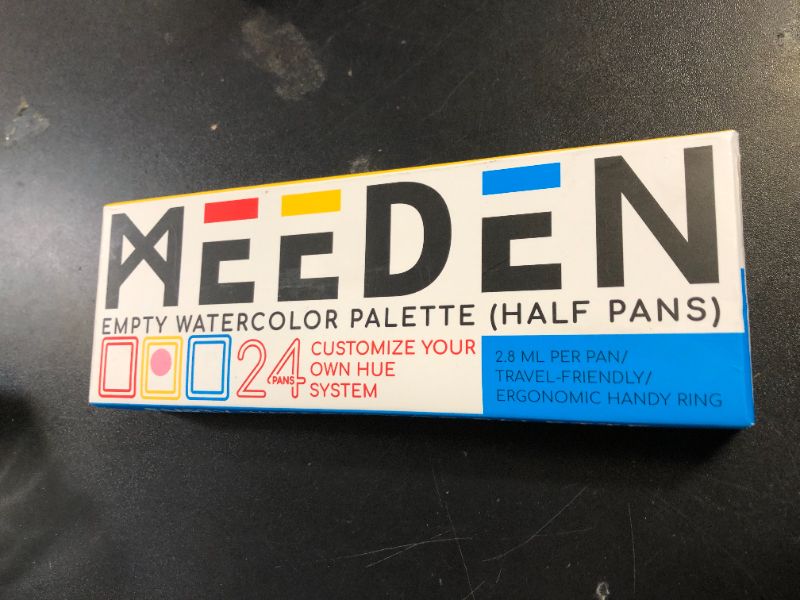 MEEDEN
EMPTY WATERCOLOR PALETTE (HALF PANS)
24 PANS
CUSTOMIZE YOUR
OWN HUE
SYSTEM
2.8 ML PER PAN/
TRAVEL-FRIENDLY/
ERGONOMIC HANDY RING